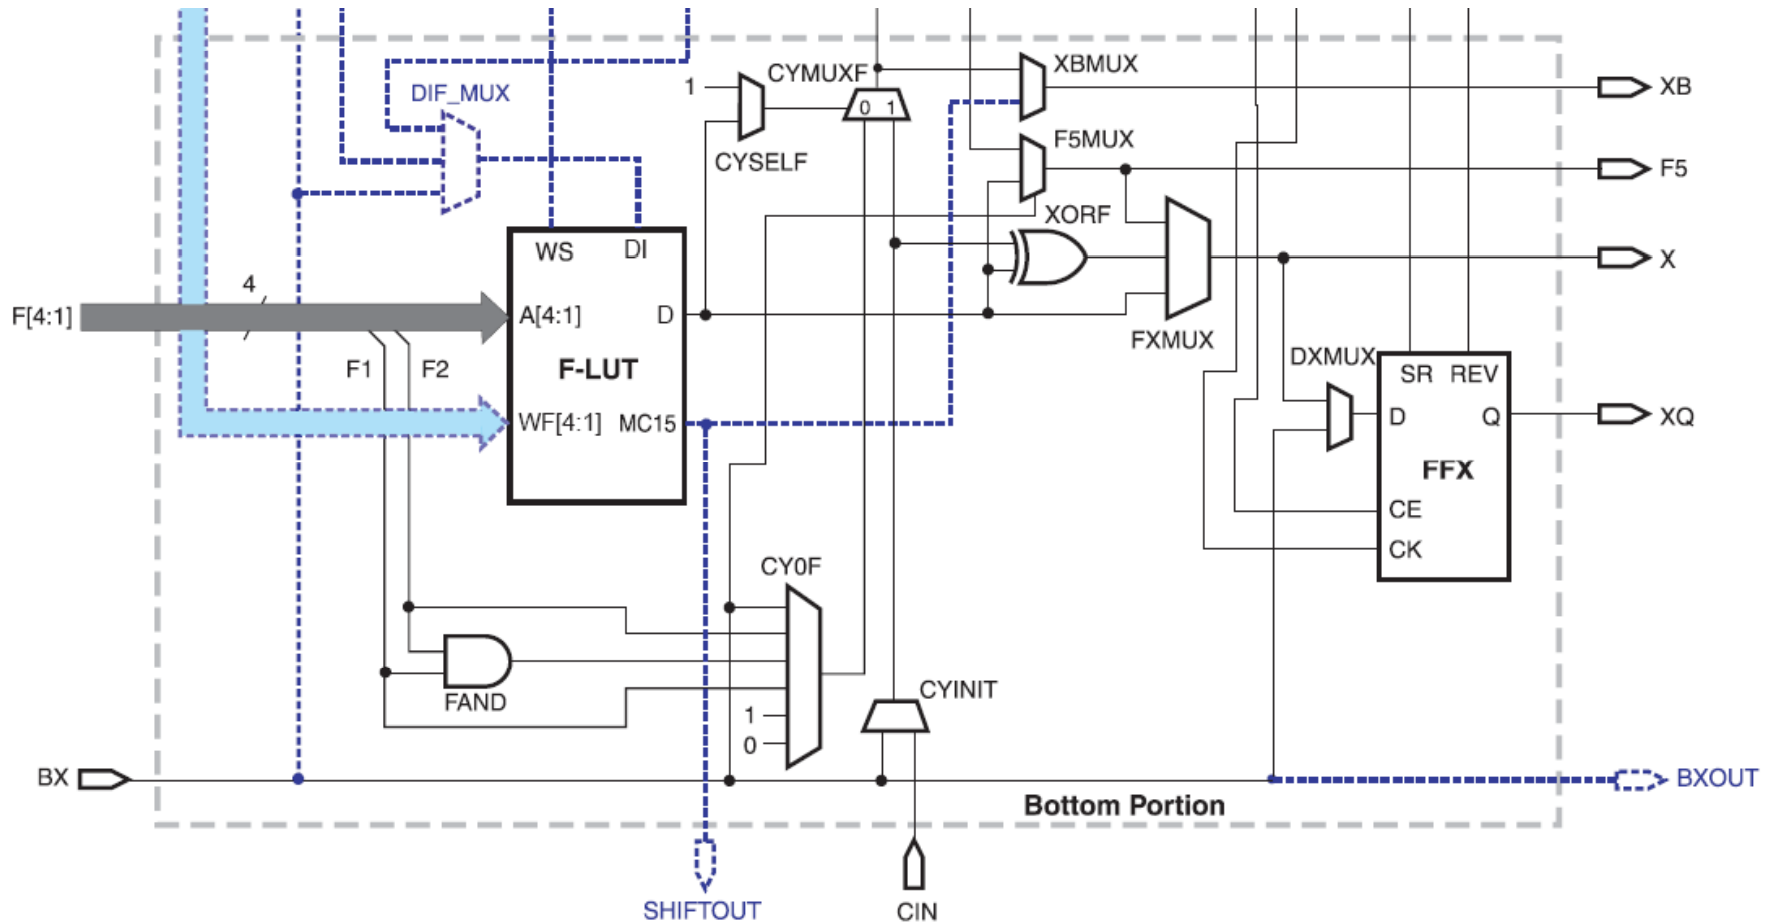 XBMUX
CYMUXF
XB
1
DIF_MUX
0 1
F5MUX
CYSELF
F5
XORF
WS
DI
X
4
F[4:1]
A[4:1]
D
FXMUX
F1
F2
F-LUT
DXMUX
SR
REV
WF[4:1]
MC15
D
Q
XQ
FFX
CE
CK
CY0F
FAND
CYINIT
1
0
BX
BXOUT
Bottom Portion
SHIFTOUT
CIN